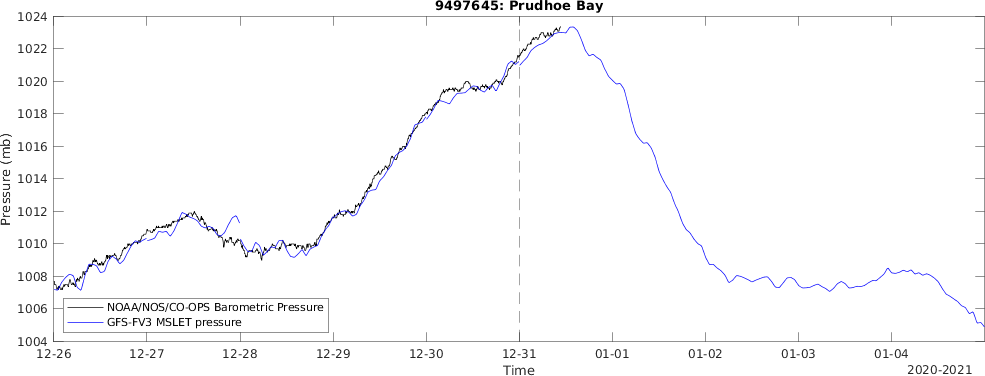 9497645: Prudhoe Bay
1024
1022
1020
1018
1016
1014
1012
1010
1008
1006
1004
Pressure (mb)
NOAA/NOS/CO-OPS Barometric Pressure
GFS-FV3 MSLET pressure
12-26 12-27 12-28 12-29 12-30 12-31 01-01 01-02 01-03 01-04
Time
2020-2021